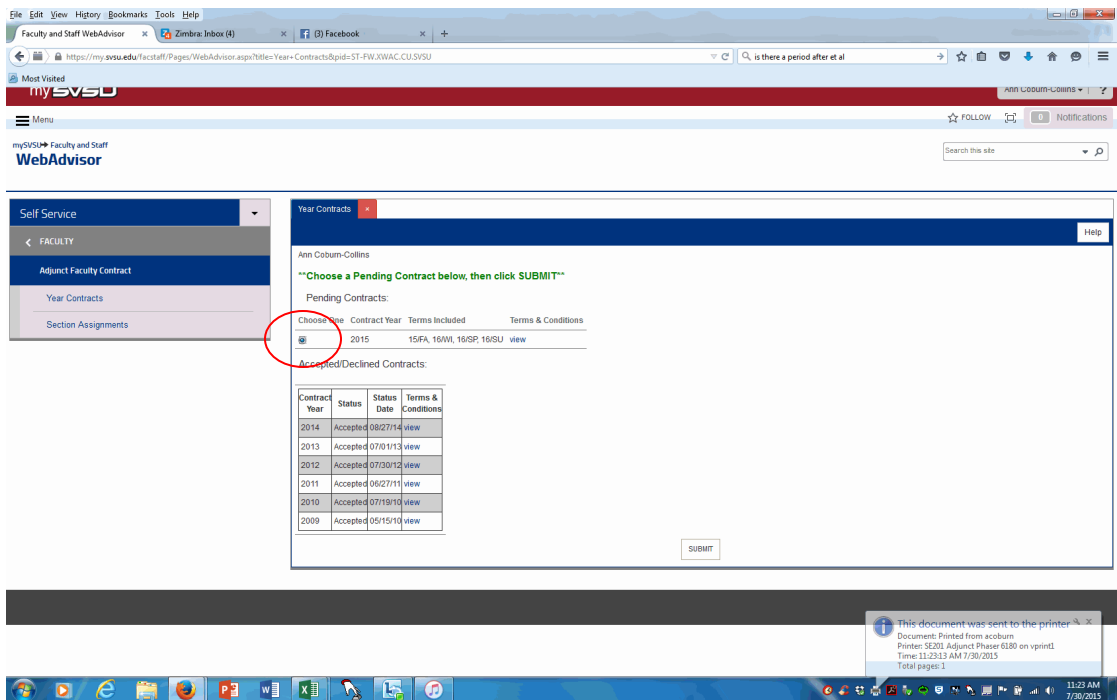 File Edit View History Bookmarks Tools Help
Faculty and Staff WebAdvisor × Zimbra: Inbox (4) × (3) Facebook × +
https://my.svsu.edu/facstaff/Pages/WebAdvisor.aspx?title=Year+Contracts&pid=ST-FW.XWAC.CU.SVSU
is there a period after et al
Most Visited
my SVSU
Ann Coburn-Collins ?
Menu
FOLLOW 0 Notifications
mySVSU Faculty and Staff
WebAdvisor
Search this site
Self Service
FACULTY
Adjunct Faculty Contract
Year Contracts
Section Assignments
Year Contracts ×
Help
Ann Coburn-Collins
**Choose a Pending Contract below, then click SUBMIT**
Pending Contracts:
Choose One Contract Year Terms Included Terms & Conditions
2015 15/FA, 16/WI, 16/SP, 16/SU view
Accepted/Declined Contracts:
Contract Year Status Status Date Terms & Conditions
2014 Accepted 08/27/14 view
2013 Accepted 07/01/13 view
2012 Accepted 07/30/12 view
2011 Accepted 06/27/11 view
2010 Accepted 07/19/10 view
2009 Accepted 05/15/10 view
SUBMIT
This document was sent to the printer
Document: Printed from acoburn
Printer: SE201 Adjunct Phaser 6180 on vprint1
Time: 11:23:13 AM 7/30/2015
Total pages: 1
11:23 AM
7/30/2015